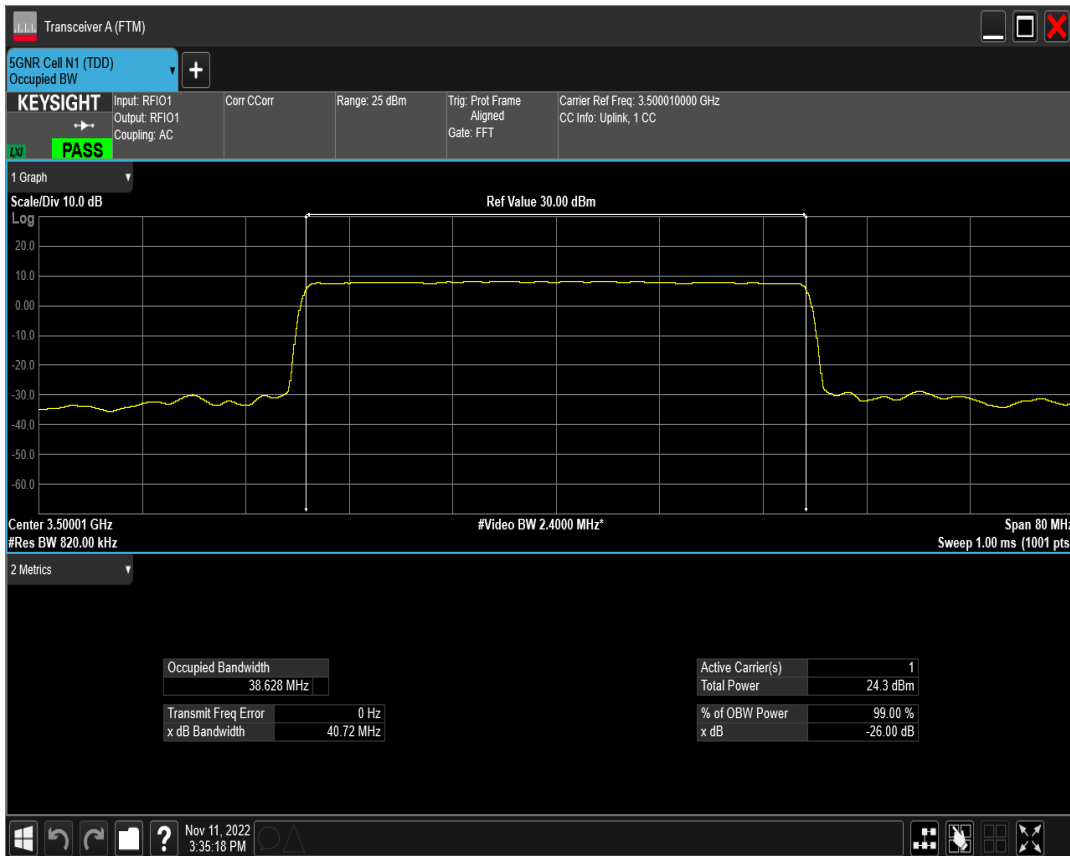 Transceiver A (FTM)
5GNR Cell N1 (TDD)
Occupied BW
+
KEYSIGHT
LXI
PASS
Input: RFIO1
Output: RFIO1
Coupling: AC
Corr CCorr
Range: 25 dBm
Trig: Prot Frame
Aligned
Gate: FFT
Carrier Ref Freq: 3.500010000 GHz
CC Info: Uplink, 1 CC
1 Graph
Scale/Div 10.0 dB
Ref Value 30.00 dBm
Log
20.0
10.0
0.00
-10.0
-20.0
-30.0
-40.0
-50.0
-60.0
Center 3.50001 GHz
#Video BW 2.4000 MHz*
Span 80 MHz
#Res BW 820.00 kHz
Sweep 1.00 ms (1001 pts
2 Metrics
Occupied Bandwidth
38.628 MHz
Transmit Freq Error 0 Hz
x dB Bandwidth 40.72 MHz
Active Carrier(s) 1
Total Power 24.3 dBm
% of OBW Power 99.00 %
x dB -26.00 dB
?
Nov 11, 2022
3:35:18 PM